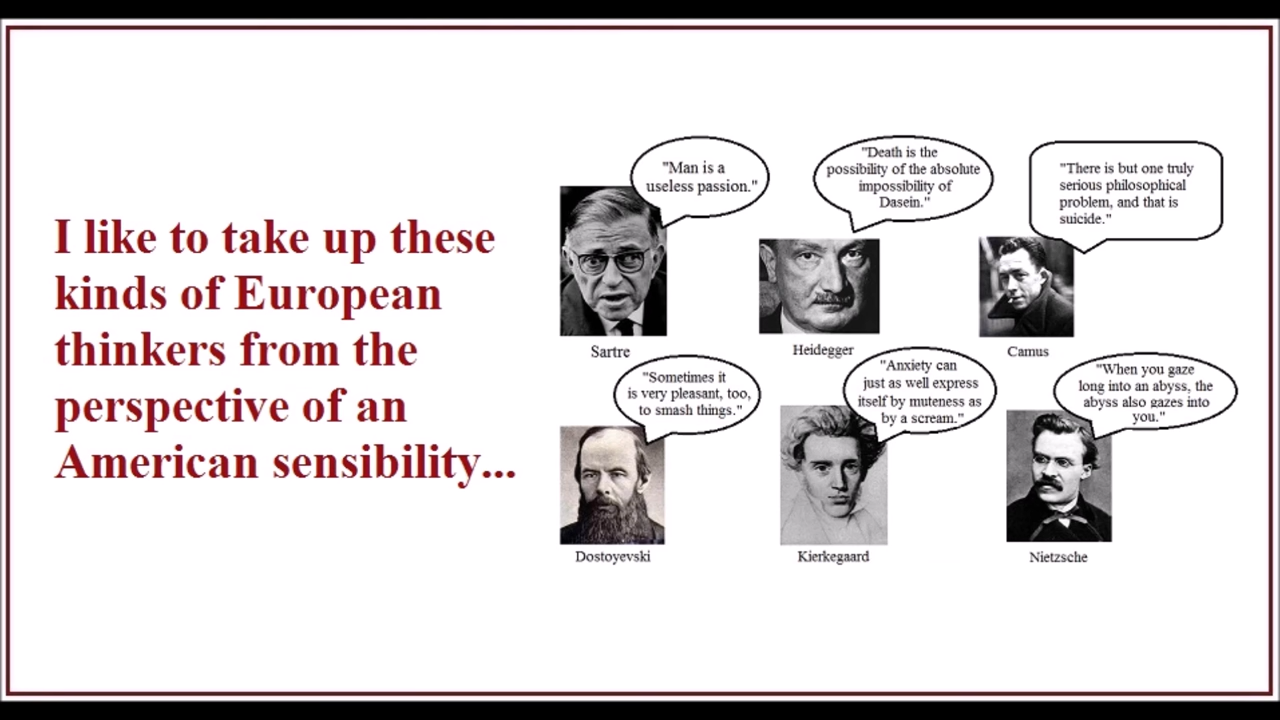 I like to take up these
kinds of European
thinkers from the
perspective of an
American sensibility...
"Man is a
useless passion."
Sartre
"Death is the
possibility of the absolute
impossibility of
Dasein."
Heidegger
"There is but one truly
serious philosophical
problem, and that is
suicide."
Camus
"Sometimes it
is very pleasant, too,
to smash things."
Dostoyevski
"Anxiety can
just as well express
itself by muteness as
by a scream."
Kierkegaard
"When you gaze
long into an abyss, the
abyss also gazes into
you."
Nietzsche